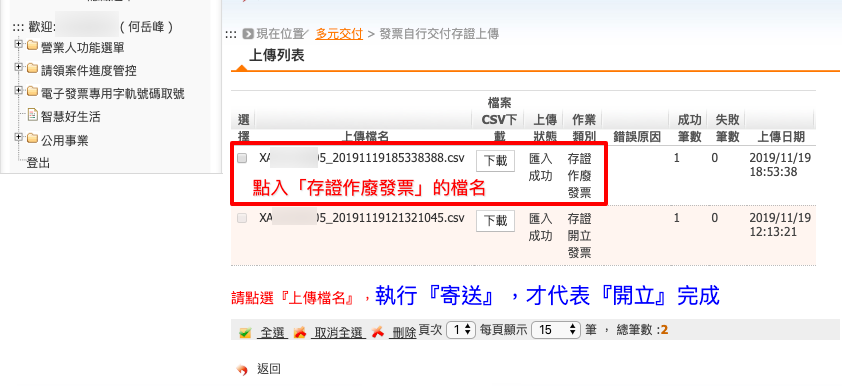 ::: 歡迎: ( 何岳峰 )
營業人功能選單
請領案件進度管控
電子發票專用字軌號碼取號
智慧好生活
公用事業
登出
::: 現在位置/ 多元交付 > 發票自行交付存證上傳
上傳列表
選擇 上傳檔名 檔案CSV下載 上傳狀態 作業類別 錯誤原因 成功筆數 失敗筆數 上傳日期
XA 05_20191119185338388.csv 下載 匯入成功 存證作廢發票 1 0 2019/11/19 18:53:38
點入「存證作廢發票」的檔名
XA 05_20191119121321045.csv 下載 匯入成功 存證開立發票 1 0 2019/11/19 12:13:21
請點選『上傳檔名』，執行『寄送』，才代表『開立』完成
全選 取消全選 刪除 頁次 1 每頁顯示 15 筆 ， 總筆數 :2
返回